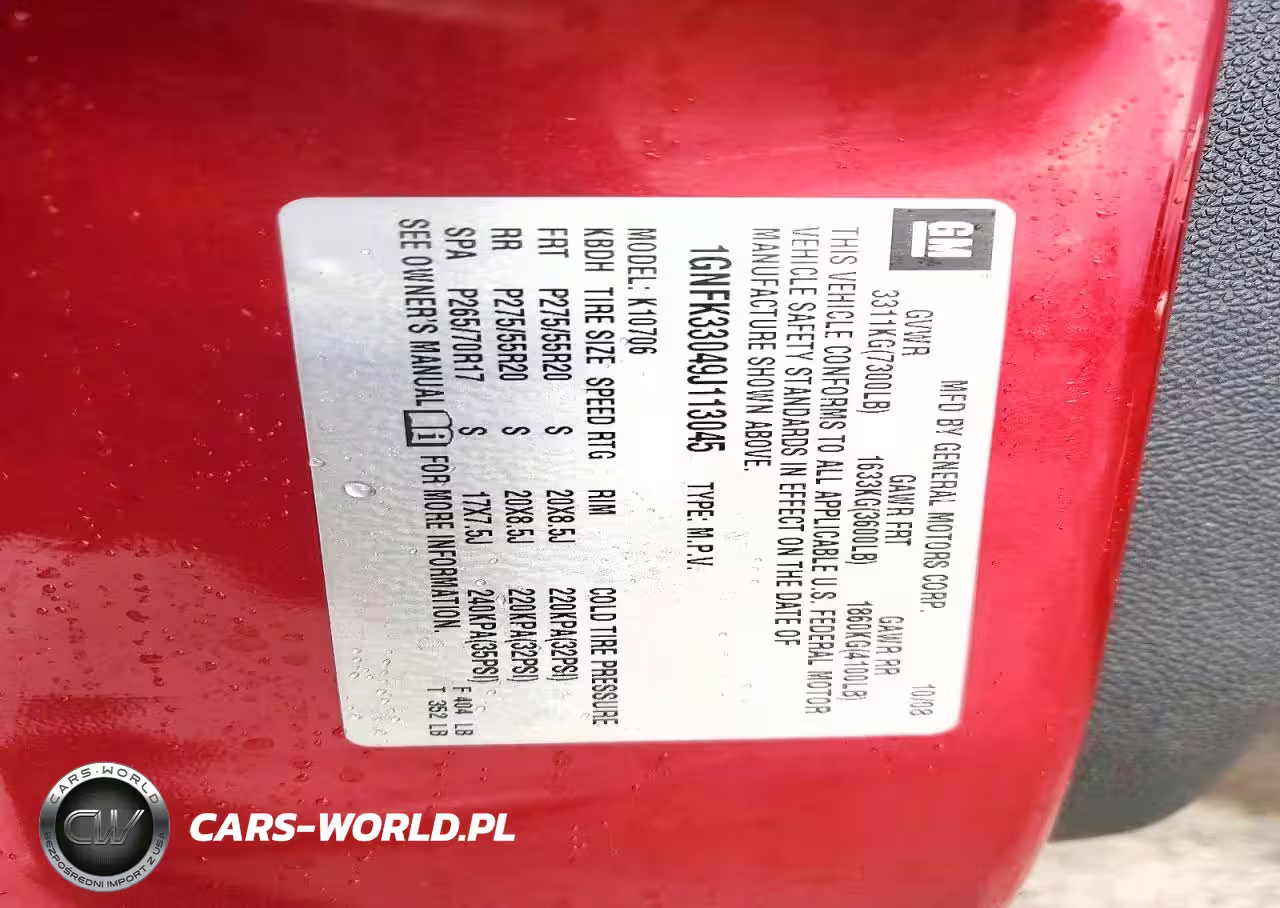 GM
MFD BY GENERAL MOTORS CORP. 10/08
GVWR GAWR FRT GAWR RR
3311KG(7300LB) 1633KG(3600LB) 1860KG(4100LB)
THIS VEHICLE CONFORMS TO ALL APPLICABLE U.S. FEDERAL MOTOR
VEHICLE SAFETY STANDARDS IN EFFECT ON THE DATE OF
MANUFACTURE SHOWN ABOVE.
1GNFK33049J113045 TYPE: M.P.V.
MODEL: K10706
KBDH TIRE SIZE SPEED RTG RIM COLD TIRE PRESSURE
FRT P275/55R20 S 20X8.5J 220KPA(32PSI)
RR P275/55R20 S 20X8.5J 220KPA(32PSI)
SPA P265/70R17 S 17X7.5J 240KPA(35PSI)
SEE OWNER'S MANUAL i FOR MORE INFORMATION.
F 404 LB
T 352 LB
CARS-WORLD
CW
BEZPOŚREDNI IMPORT Z USA
CARS-WORLD.PL